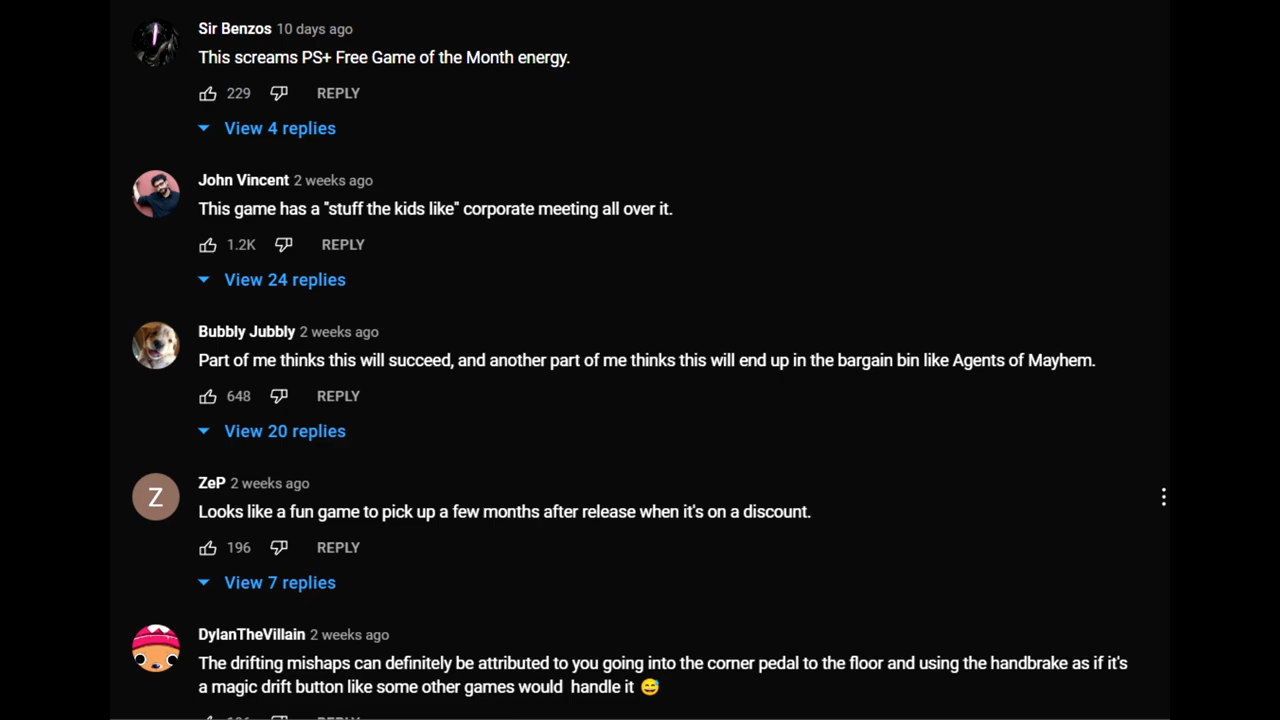 Sir Benzos 10 days ago
This screams PS+ Free Game of the Month energy.
229 REPLY
View 4 replies
John Vincent 2 weeks ago
This game has a "stuff the kids like" corporate meeting all over it.
1.2K REPLY
View 24 replies
Bubbly Jubbly 2 weeks ago
Part of me thinks this will succeed, and another part of me thinks this will end up in the bargain bin like Agents of Mayhem.
648 REPLY
View 20 replies
Z
ZeP 2 weeks ago
Looks like a fun game to pick up a few months after release when it's on a discount.
196 REPLY
View 7 replies
DylanTheVillain 2 weeks ago
The drifting mishaps can definitely be attributed to you going into the corner pedal to the floor and using the handbrake as if it's
a magic drift button like some other games would handle it 😅